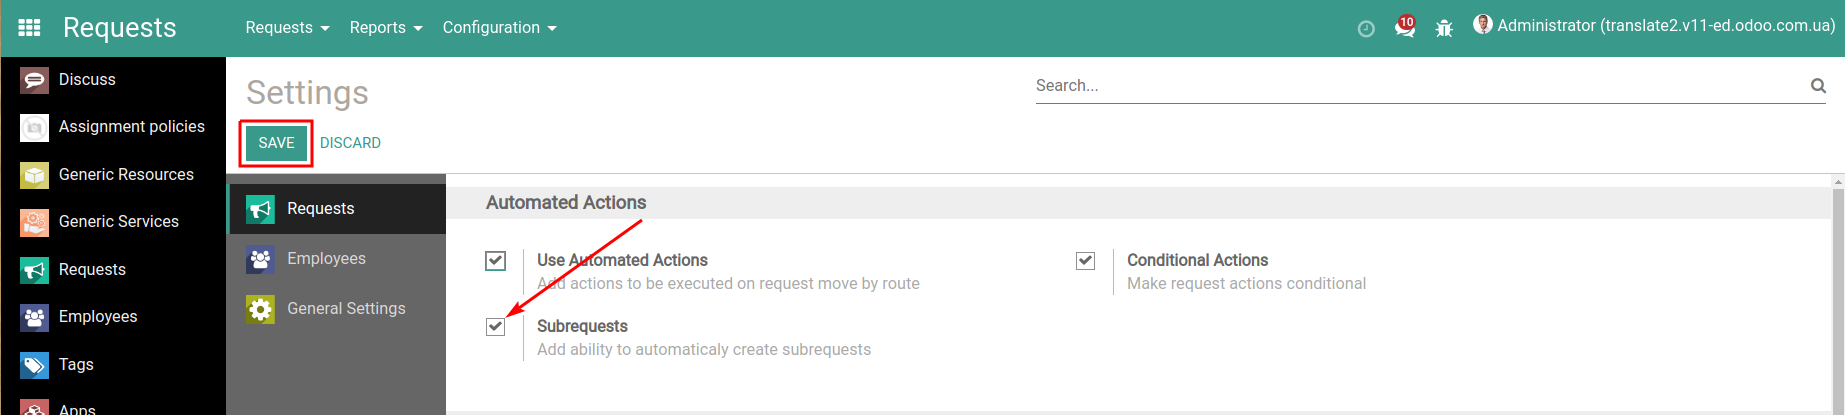 Requests
Requests
Reports
Configuration
10
Administrator (translate2.v11-ed.odoo.com.ua)
Discuss
Assignment policies
Generic Resources
Generic Services
Requests
Employees
Tags
Apps
Settings
Search...
SAVE
DISCARD
Requests
Employees
General Settings
Automated Actions
Use Automated Actions
Add actions to be executed on request move by route
Conditional Actions
Make request actions conditional
Subrequests
Add ability to automaticaly create subrequests